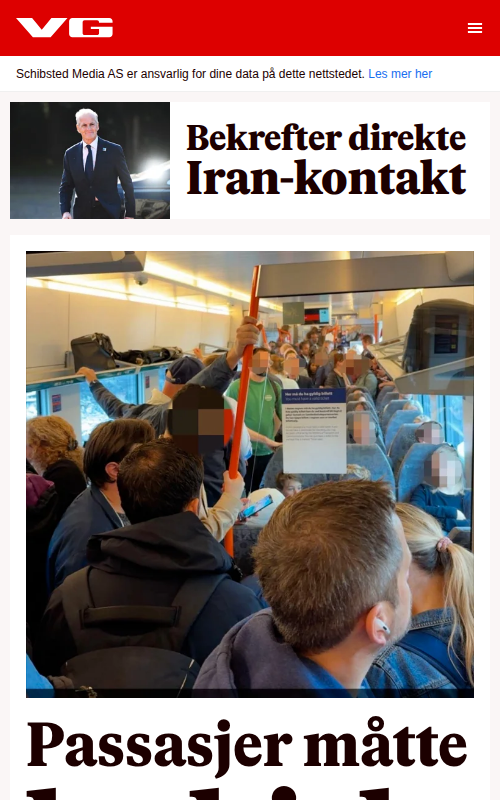 VG
Schibsted Media AS er ansvarlig for dine data på dette nettstedet. Les mer her
Bekrefter direkte
Iran-kontakt
Passasjer måtte